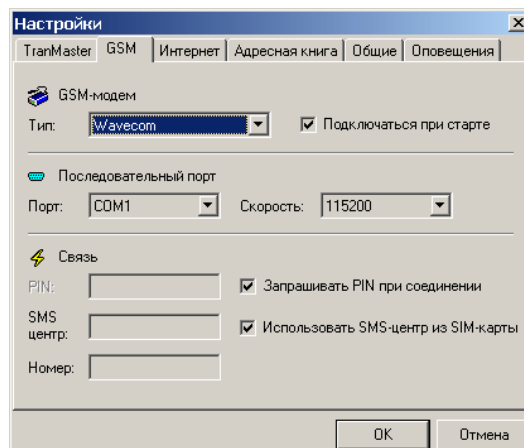 Настройки
TranMaster GSM Интернет Адресная книга Общие Оповещения
GSM-модем
Тип: Wavecom Подключаться при старте
Последовательный порт
Порт: COM1 Скорость: 115200
Связь
PIN: Запрашивать PIN при соединении
SMS
центр: Использовать SMS-центр из SIM-карты
Номер:
OK Отмена